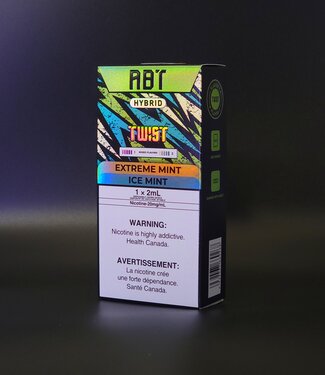 ABT
HYBRID
TWIST
EXTREME MINT
ICE MINT
1 x 2mL
Nicotine-20mg/mL
WARNING:
Nicotine is highly addictive.
Health Canada.
AVERTISSEMENT:
La nicotine crée
une forte dépendance.
Santé Canada.